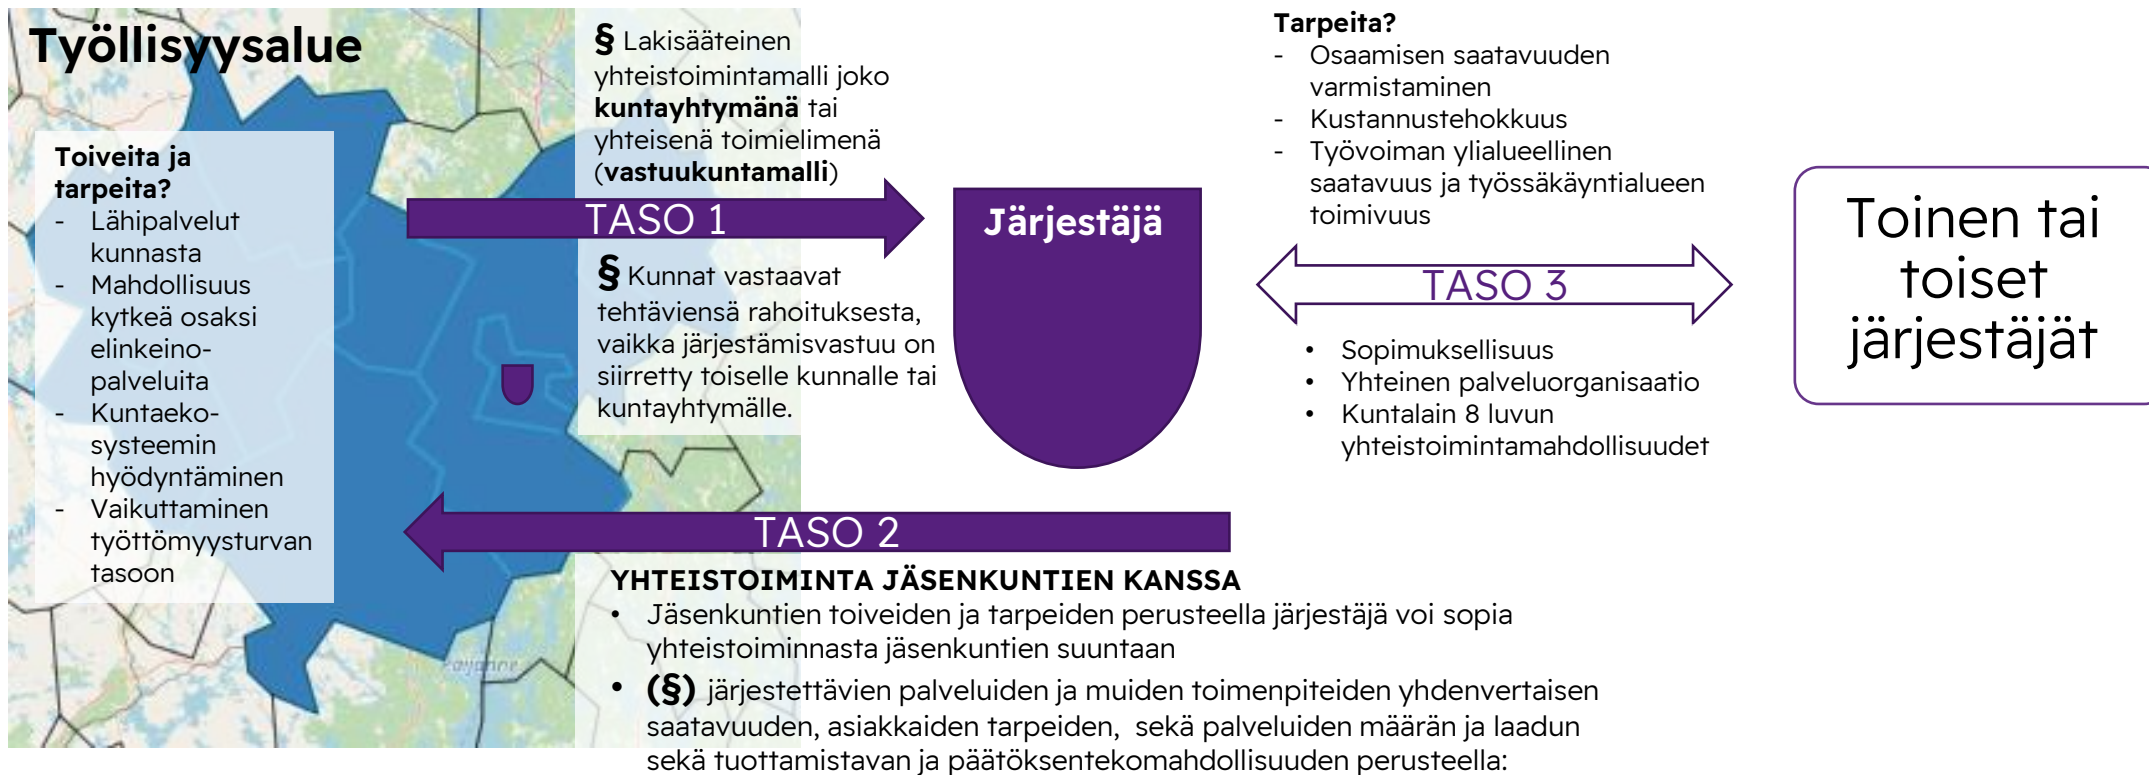 Työllisyysalue
Toiveita ja
tarpeita?
- Lähipalvelut
kunnasta
- Mahdollisuus
kytkeä osaksi
elinkeino-
palveluita
- Kuntaeko-
systeemin
hyödyntäminen
- Vaikuttaminen
työttömyysturvan
tasoon
§ Lakisääteinen
yhteistoimintamalli joko
kuntayhtymänä tai
yhteisenä toimielimenä
(vastuukuntamalli)
TASO 1
§ Kunnat vastaavat
tehtäviensä rahoituksesta,
vaikka järjestämisvastuu on
siirretty toiselle kunnalle tai
kuntayhtymälle.
Järjestäjä
Tarpeita?
- Osaamisen saatavuuden
varmistaminen
- Kustannustehokkuus
- Työvoiman ylialueellinen
saatavuus ja työssäkäyntialueen
toimivuus
TASO 3
• Sopimuksellisuus
• Yhteinen palveluorganisaatio
• Kuntalain 8 luvun
yhteistoimintamahdollisuudet
Toinen tai
toiset
järjestäjät
TASO 2
YHTEISTOIMINTA JÄSENKUNTIEN KANSSA
• Jäsenkuntien toiveiden ja tarpeiden perusteella järjestäjä voi sopia
yhteistoiminnasta jäsenkuntien suuntaan
• (§) järjestettävien palveluiden ja muiden toimenpiteiden yhdenvertaisen
saatavuuden, asiakkaiden tarpeiden, sekä palveluiden määrän ja laadun
sekä tuottamistavan ja päätöksentekomahdollisuuden perusteella:
Päijänne